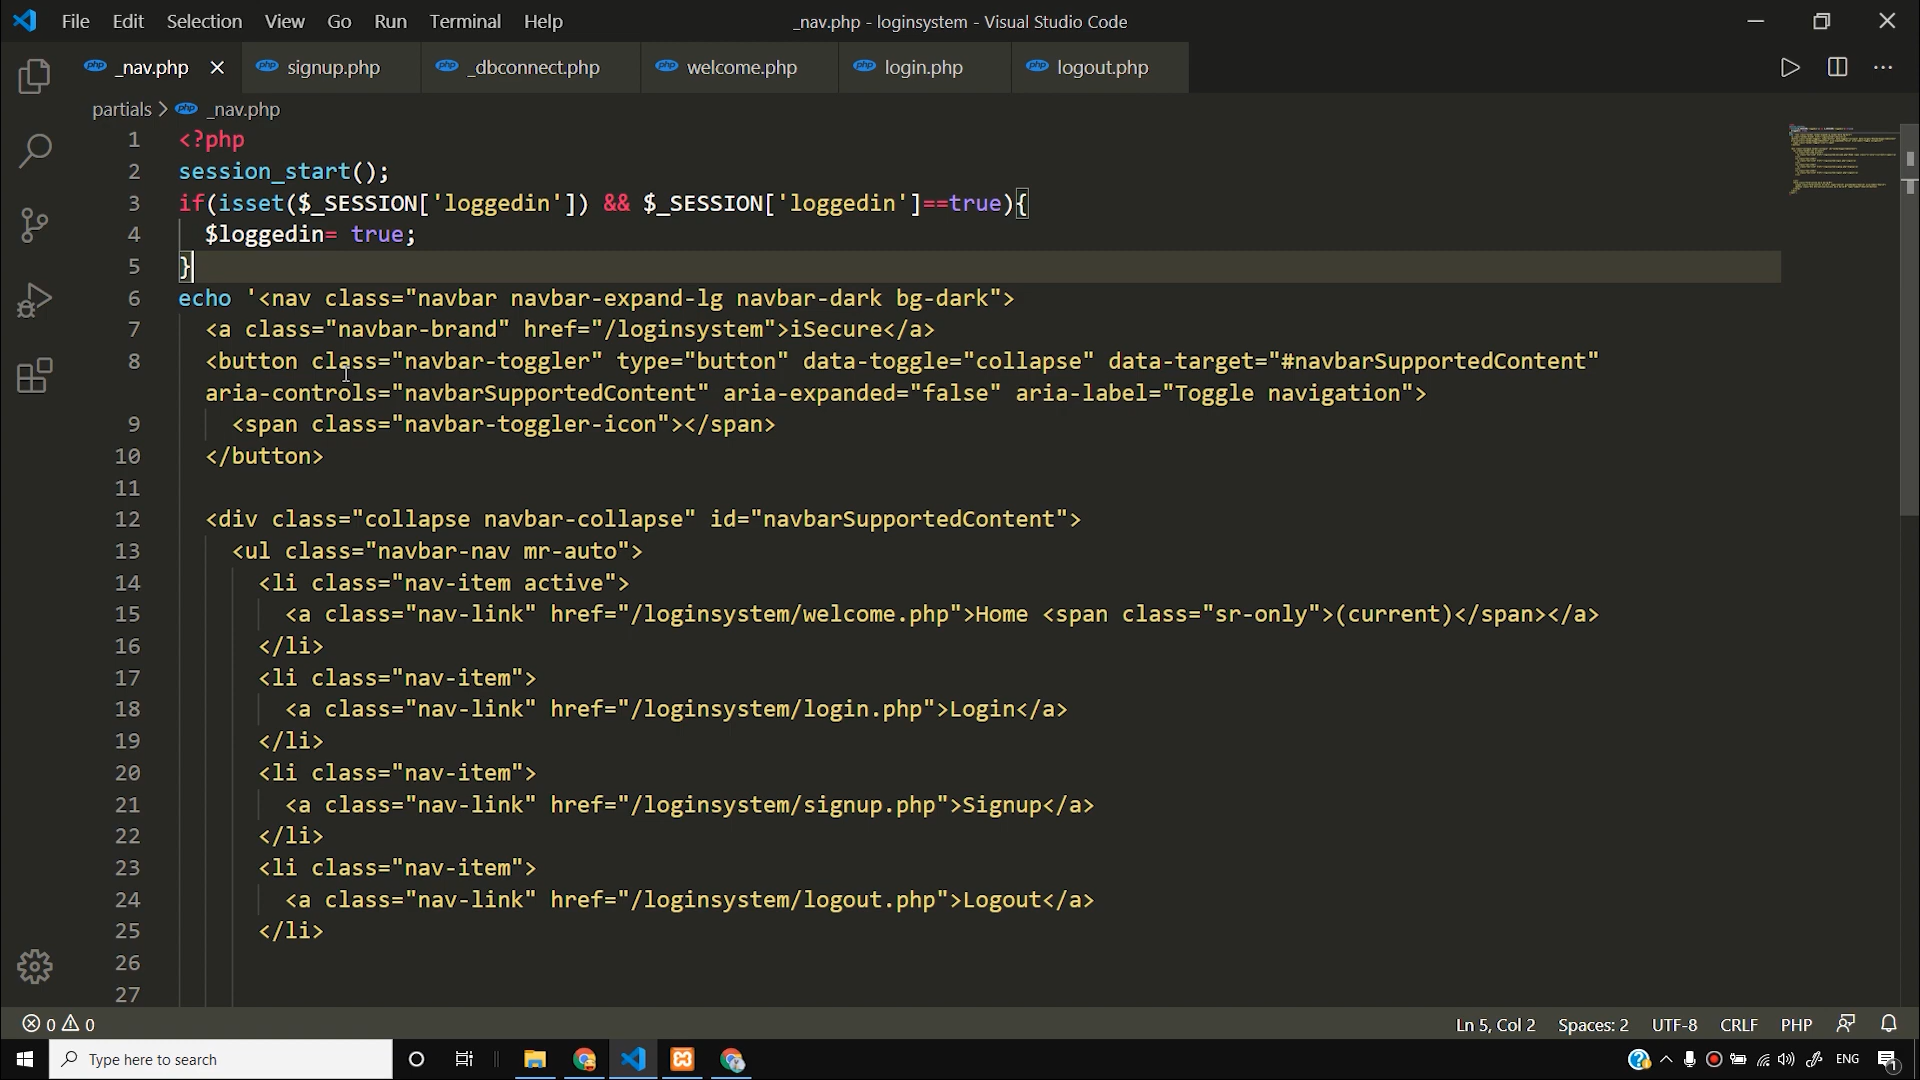 File Edit Selection View Go Run Terminal Help
_nav.php - loginsystem - Visual Studio Code
php _nav.php
php signup.php
php _dbconnect.php
php welcome.php
php login.php
php logout.php
partials > php _nav.php
1 <?php
2 session_start();
3 if(isset($_SESSION['loggedin']) && $_SESSION['loggedin']==true){
4 $loggedin= true;
5 }
6 echo '<nav class="navbar navbar-expand-lg navbar-dark bg-dark">
7 <a class="navbar-brand" href="/loginsystem">iSecure</a>
8 <button class="navbar-toggler" type="button" data-toggle="collapse" data-target="#navbarSupportedContent"
aria-controls="navbarSupportedContent" aria-expanded="false" aria-label="Toggle navigation">
9 <span class="navbar-toggler-icon"></span>
10 </button>
11
12 <div class="collapse navbar-collapse" id="navbarSupportedContent">
13 <ul class="navbar-nav mr-auto">
14 <li class="nav-item active">
15 <a class="nav-link" href="/loginsystem/welcome.php">Home <span class="sr-only">(current)</span></a>
16 </li>
17 <li class="nav-item">
18 <a class="nav-link" href="/loginsystem/login.php">Login</a>
19 </li>
20 <li class="nav-item">
21 <a class="nav-link" href="/loginsystem/signup.php">Signup</a>
22 </li>
23 <li class="nav-item">
24 <a class="nav-link" href="/loginsystem/logout.php">Logout</a>
25 </li>
26
27
0 0
Ln 5, Col 2 Spaces: 2 UTF-8 CRLF PHP
Type here to search
ENG
1